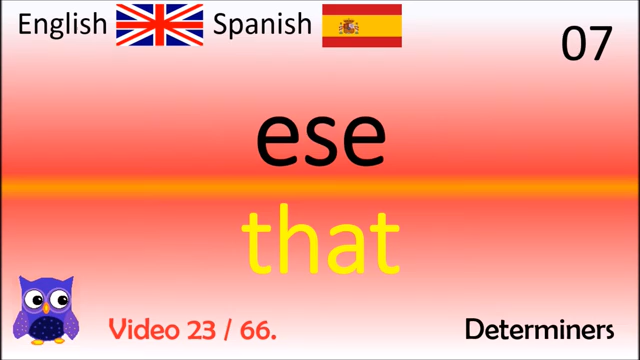 English Spanish 07
ese
that
Video 23 / 66. Determiners